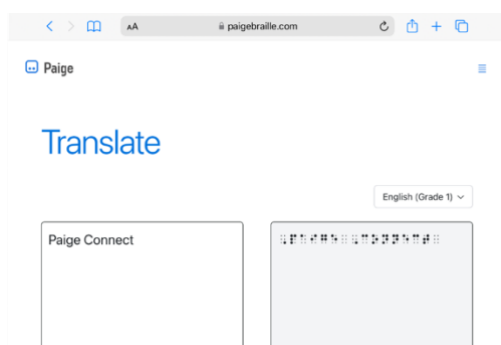 AA
paigebraille.com
Paige
Translate
English (Grade 1)
Paige Connect